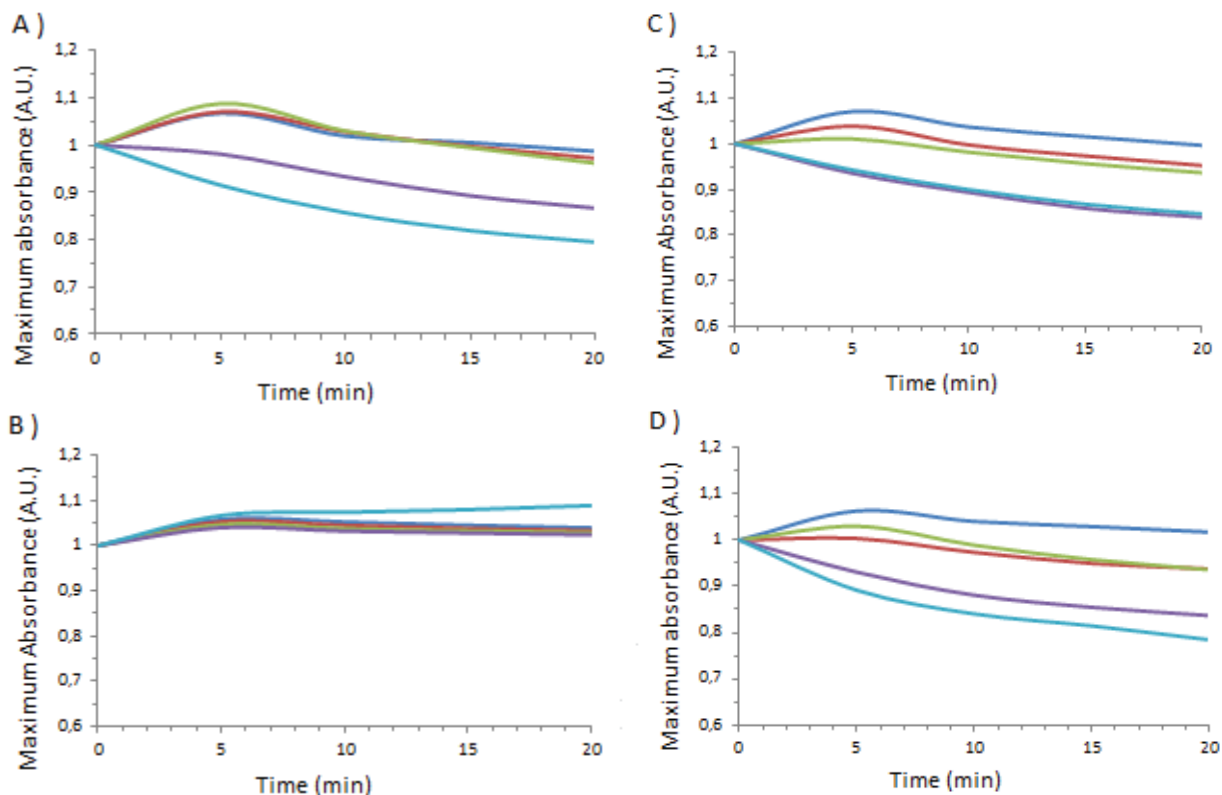 A )
Maximum absorbance (A.U.)
1,2
1,1
1
0,9
0,8
0,7
0,6
0 5 10 15 20
Time (min)
C )
Maximum Absorbance (A.U.)
1,2
1,1
1
0,9
0,8
0,7
0,6
0 5 10 15 20
Time (min)
B )
Maximum Absorbance (A.U.)
1,2
1,1
1
0,9
0,8
0,7
0,6
0 5 10 15 20
Time (min)
D )
Maximum absorbance (A.U.)
1,2
1,1
1
0,9
0,8
0,7
0,6
0 5 10 15 20
Time (min)